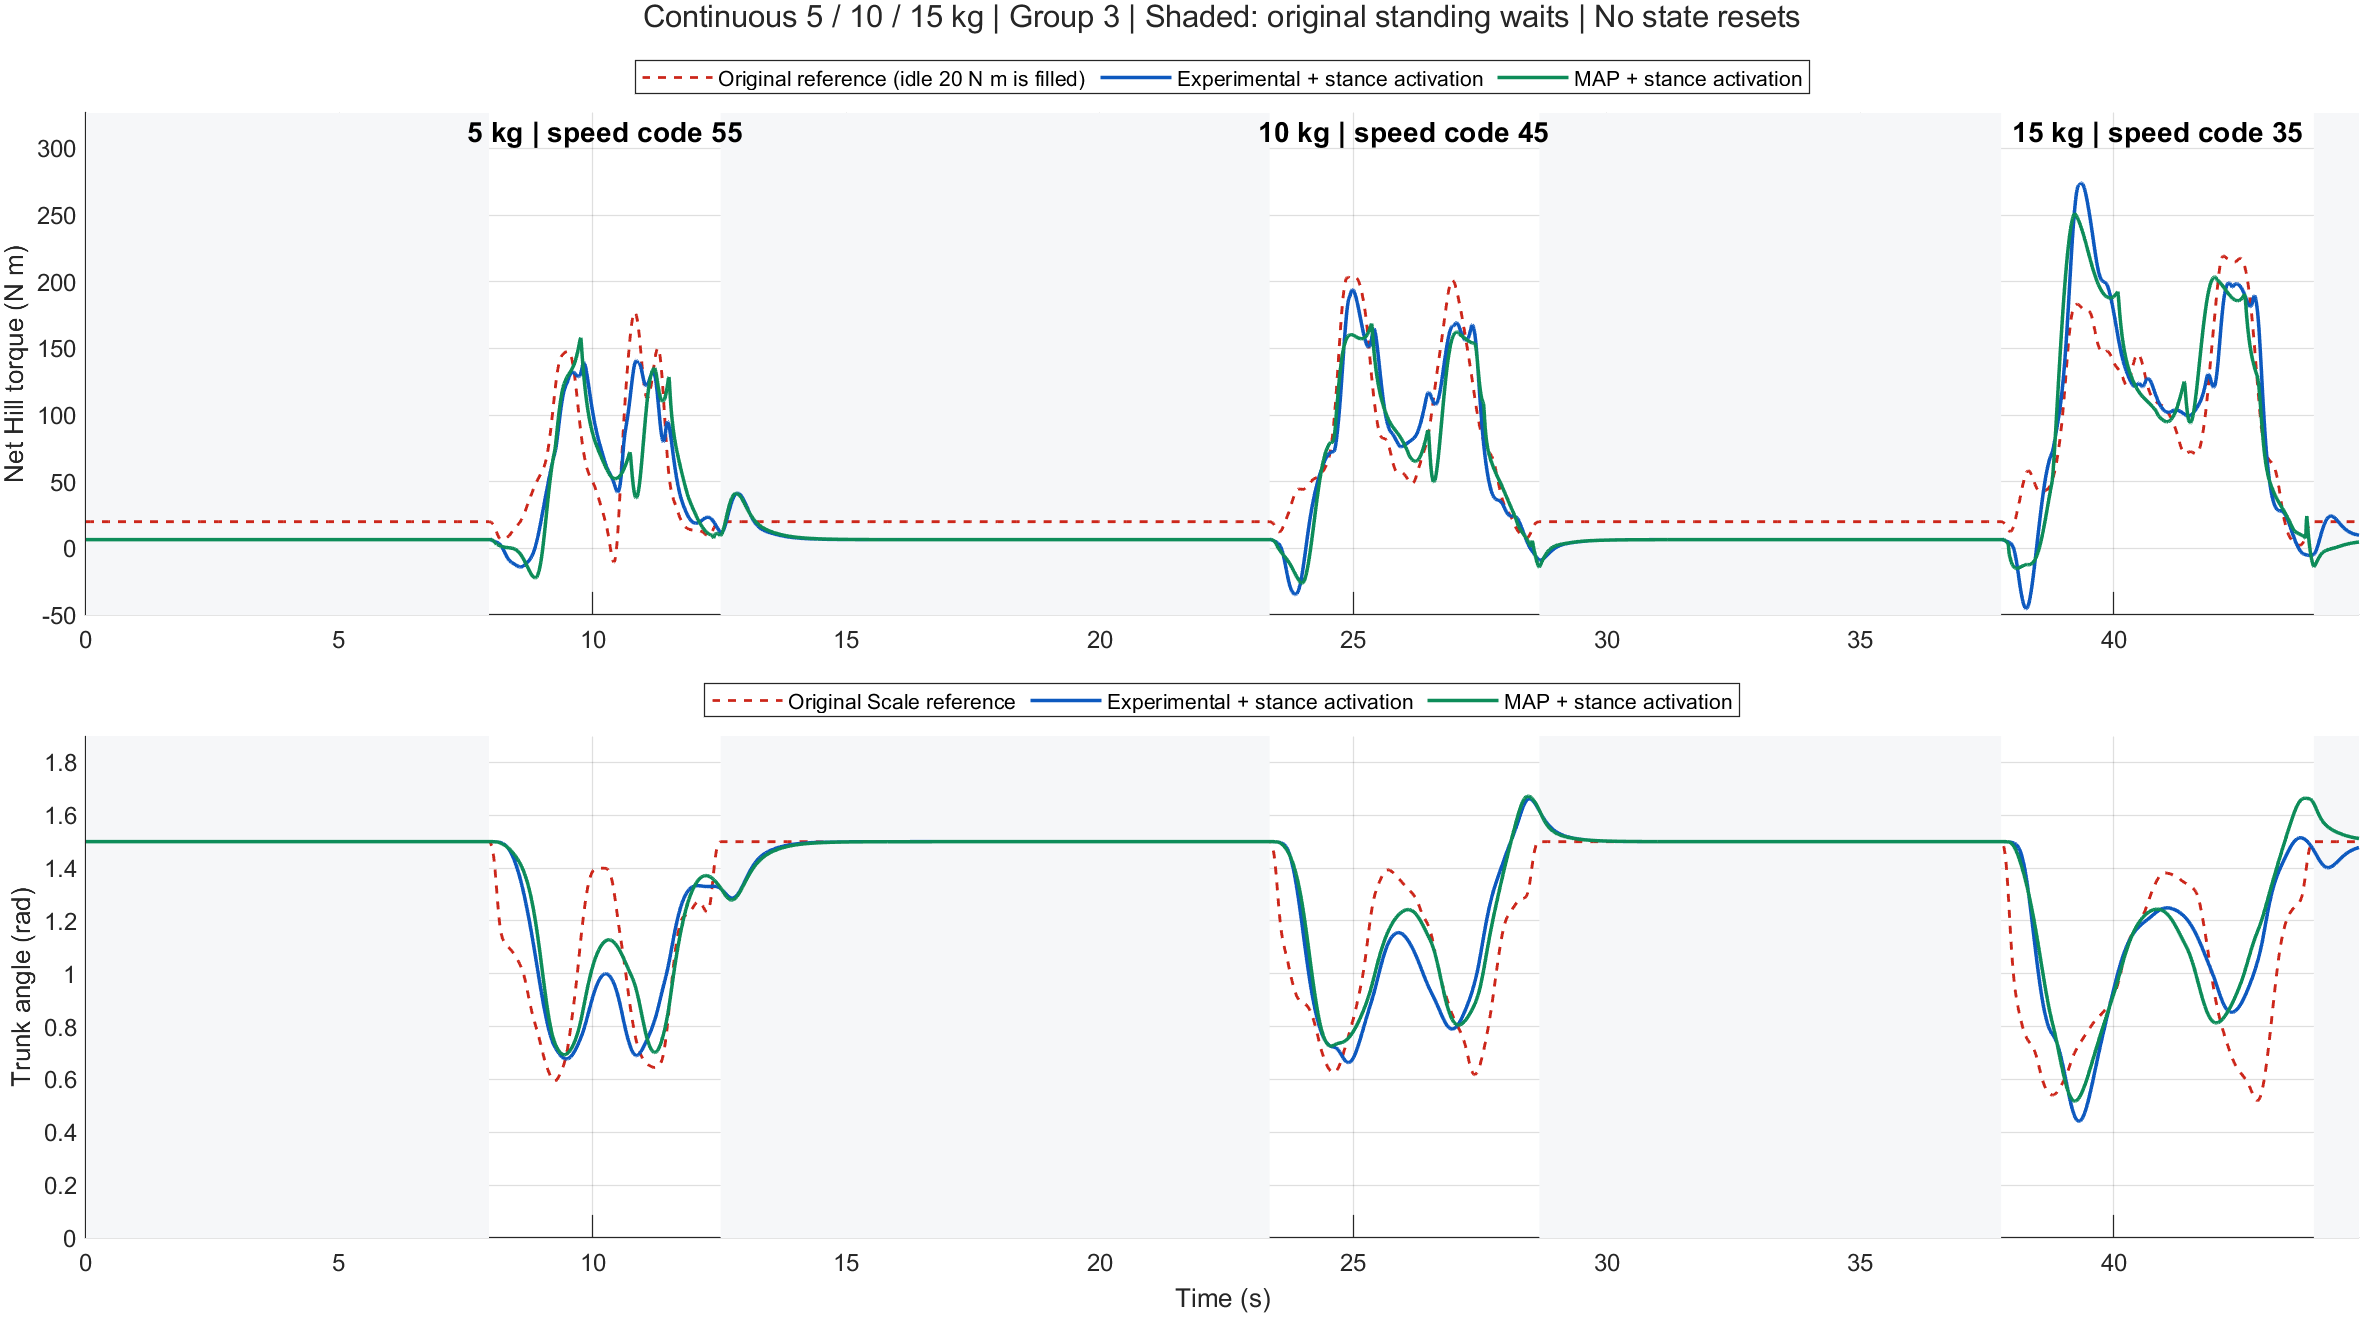 Continuous 5 / 10 / 15 kg | Group 3 | Shaded: original standing waits | No state resets
Original reference (idle 20 N m is filled) Experimental + stance activation MAP + stance activation
5 kg | speed code 55 10 kg | speed code 45 15 kg | speed code 35
Net Hill torque (N m)
300
250
200
150
100
50
0
-50
0 5 10 15 20 25 30 35 40
Original Scale reference Experimental + stance activation MAP + stance activation
Trunk angle (rad)
1.8
1.6
1.4
1.2
1
0.8
0.6
0.4
0.2
0
0 5 10 15 20 25 30 35 40
Time (s)